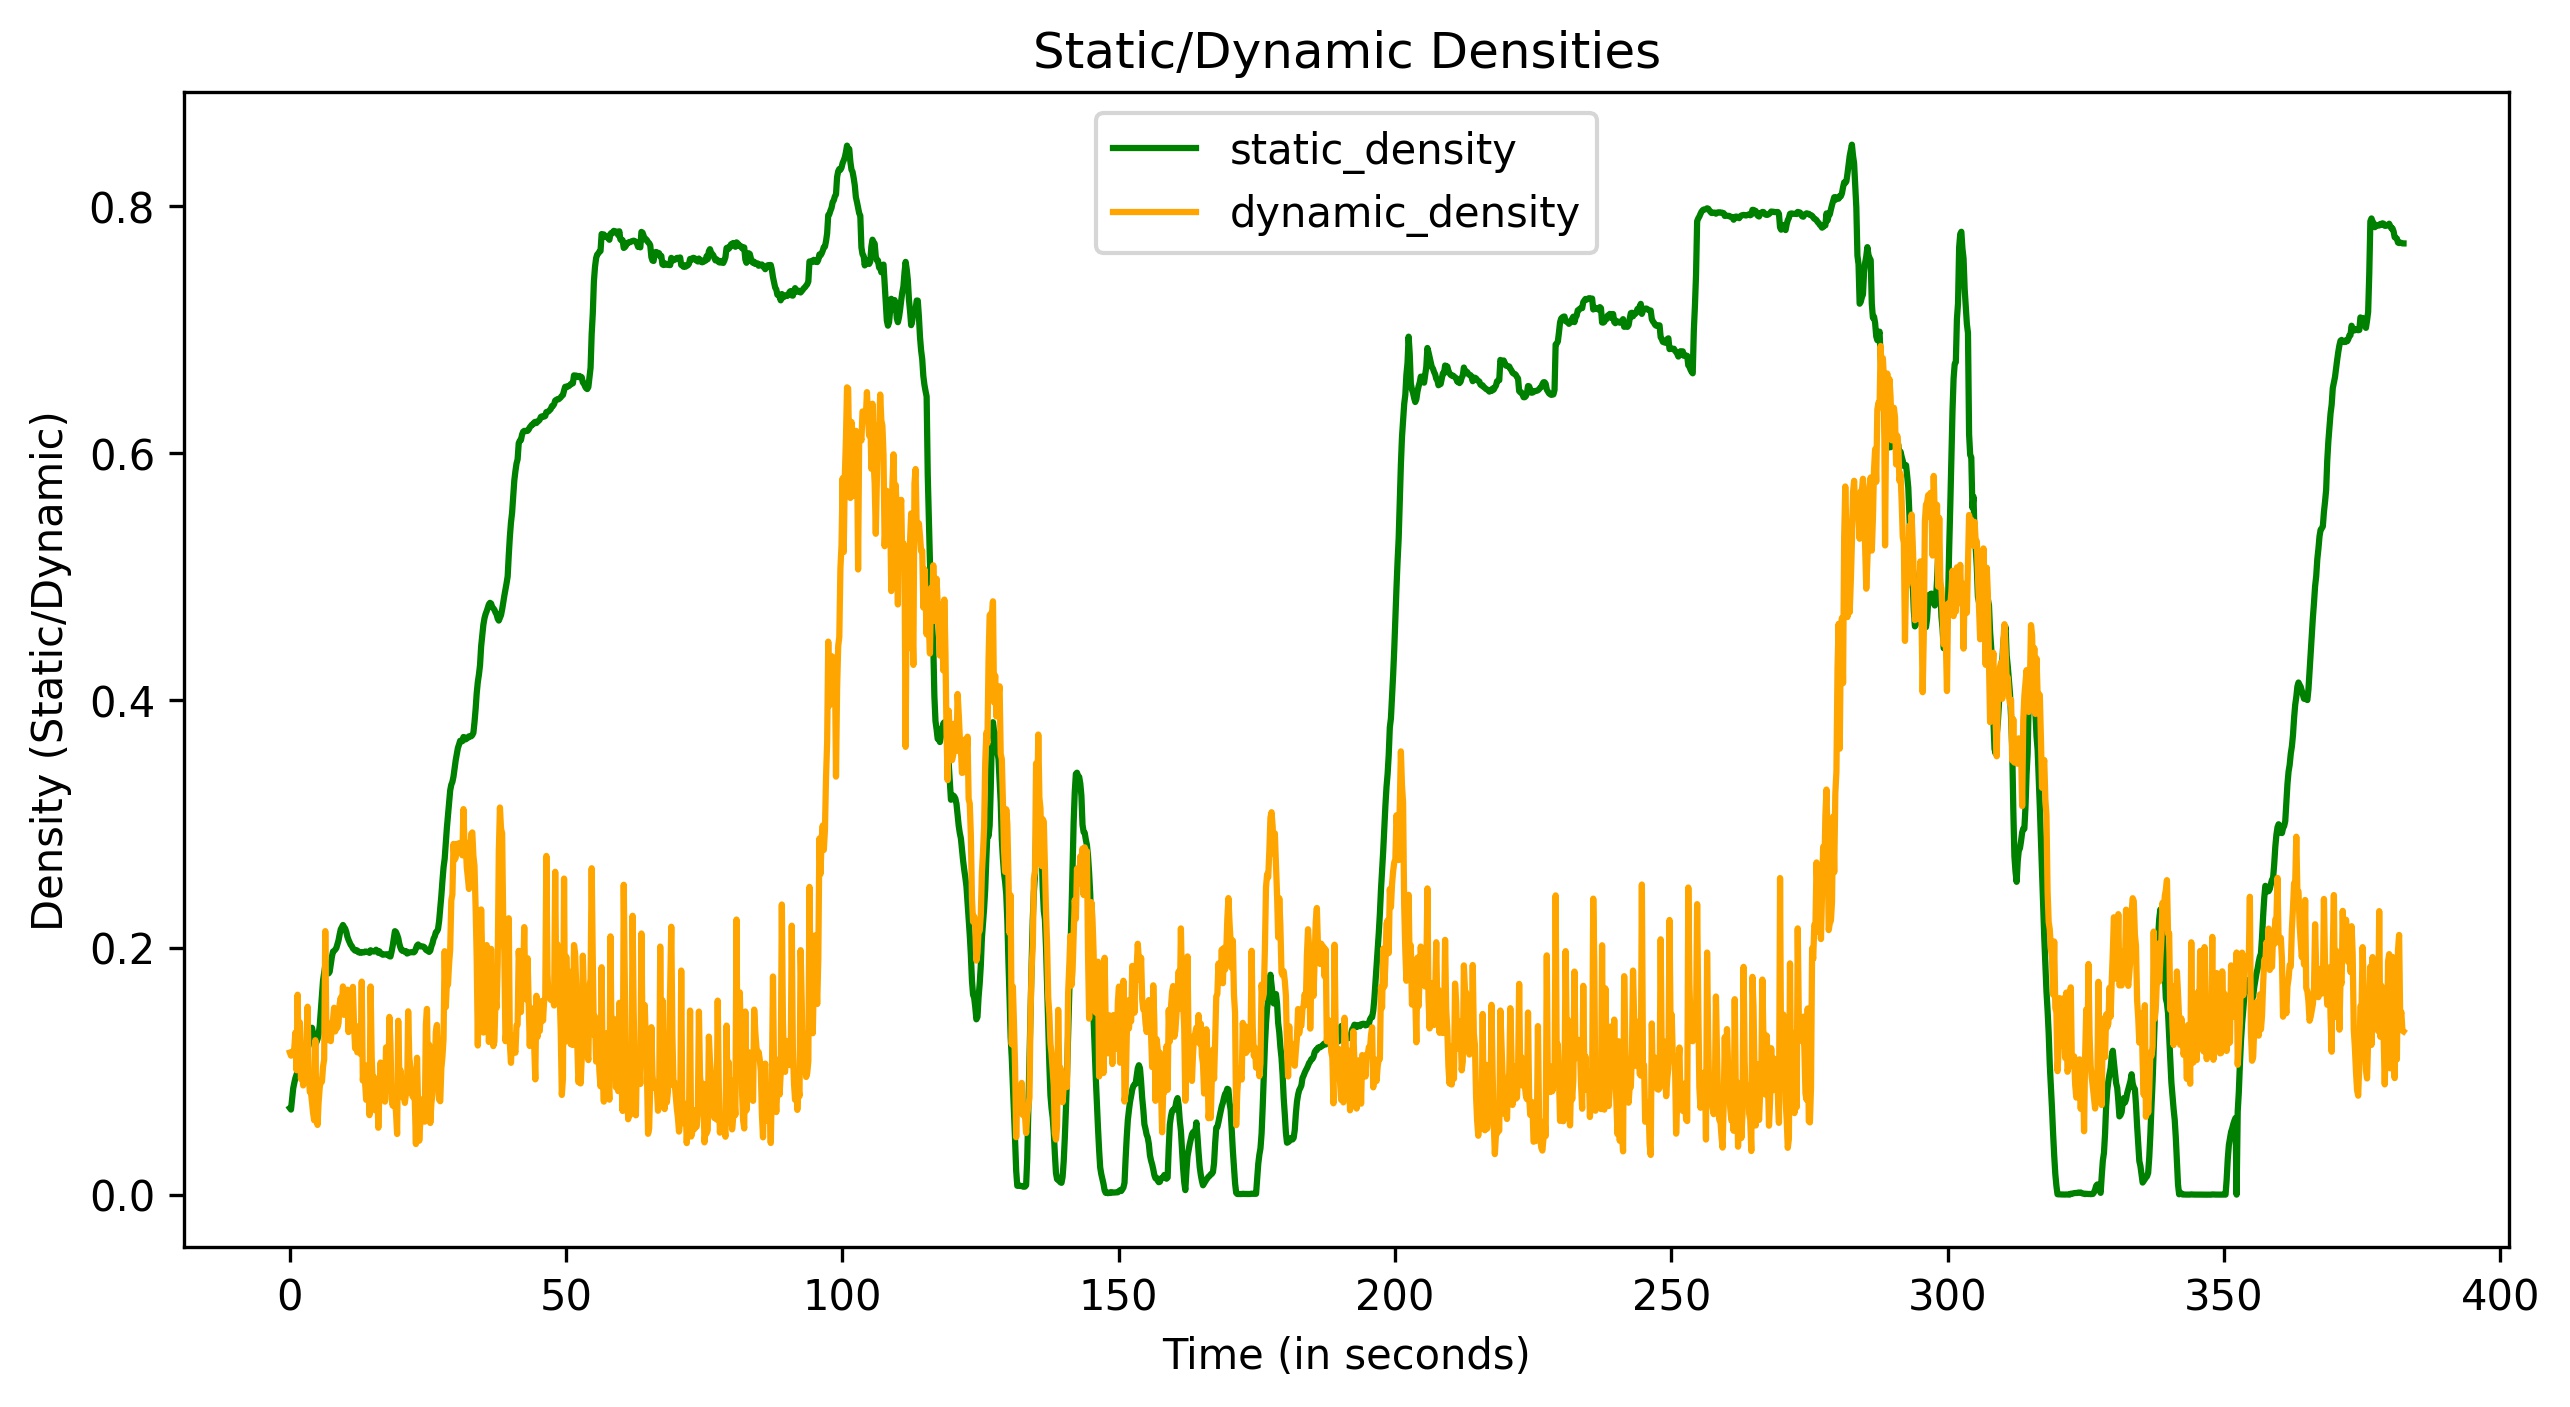 Static/Dynamic Densities
static_density
dynamic_density
Density (Static/Dynamic)
0.8
0.6
0.4
0.2
0.0
0 50 100 150 200 250 300 350 400
Time (in seconds)